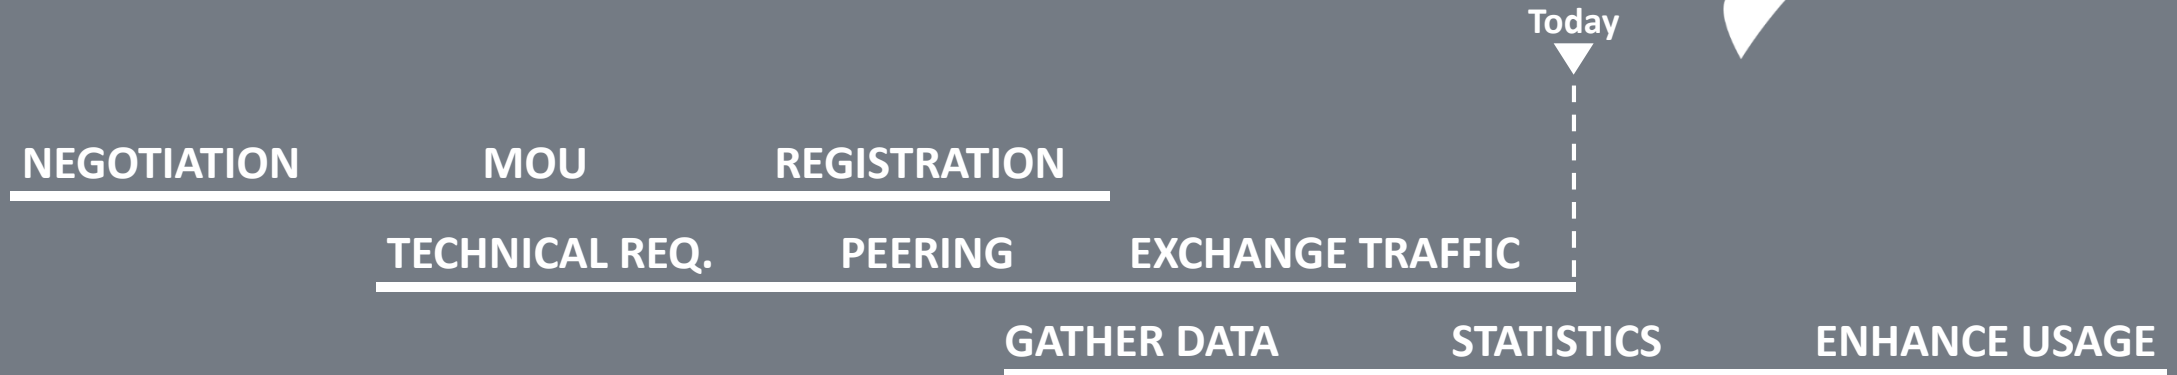 Today
NEGOTIATION MOU REGISTRATION
TECHNICAL REQ. PEERING EXCHANGE TRAFFIC
GATHER DATA STATISTICS ENHANCE USAGE